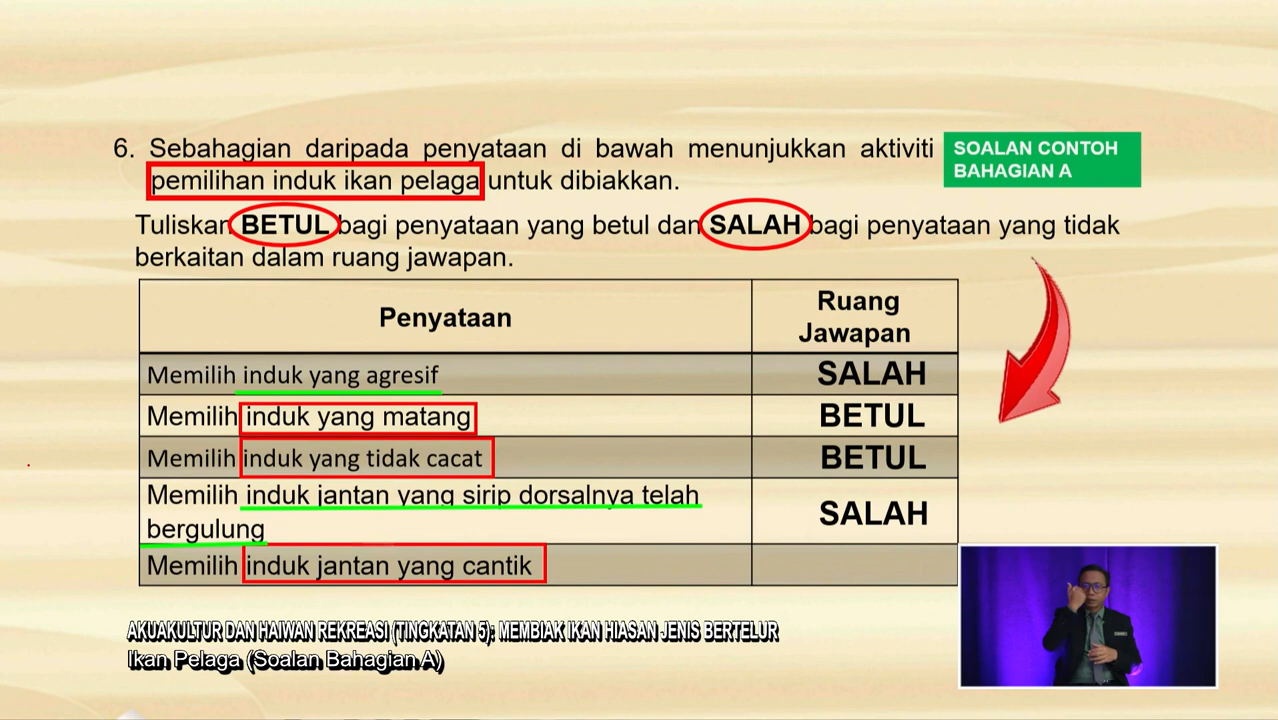 6. Sebahagian daripada penyataan di bawah menunjukkan aktiviti
pemilihan induk ikan pelaga untuk dibiakkan.
SOALAN CONTOH
BAHAGIAN A
Tuliskan BETUL bagi penyataan yang betul dan SALAH bagi penyataan yang tidak
berkaitan dalam ruang jawapan.
Penyataan
Ruang
Jawapan
Memilih induk yang agresif
SALAH
Memilih induk yang matang
BETUL
Memilih induk yang tidak cacat
BETUL
Memilih induk jantan yang sirip dorsalnya telah
bergulung
SALAH
Memilih induk jantan yang cantik
AKUAKULTUR DAN HAIWAN REKREASI (TINGKATAN 5): MEMBIAK IKAN HIASAN JENIS BERTELUR
Ikan Pelaga (Soalan Bahagian A)